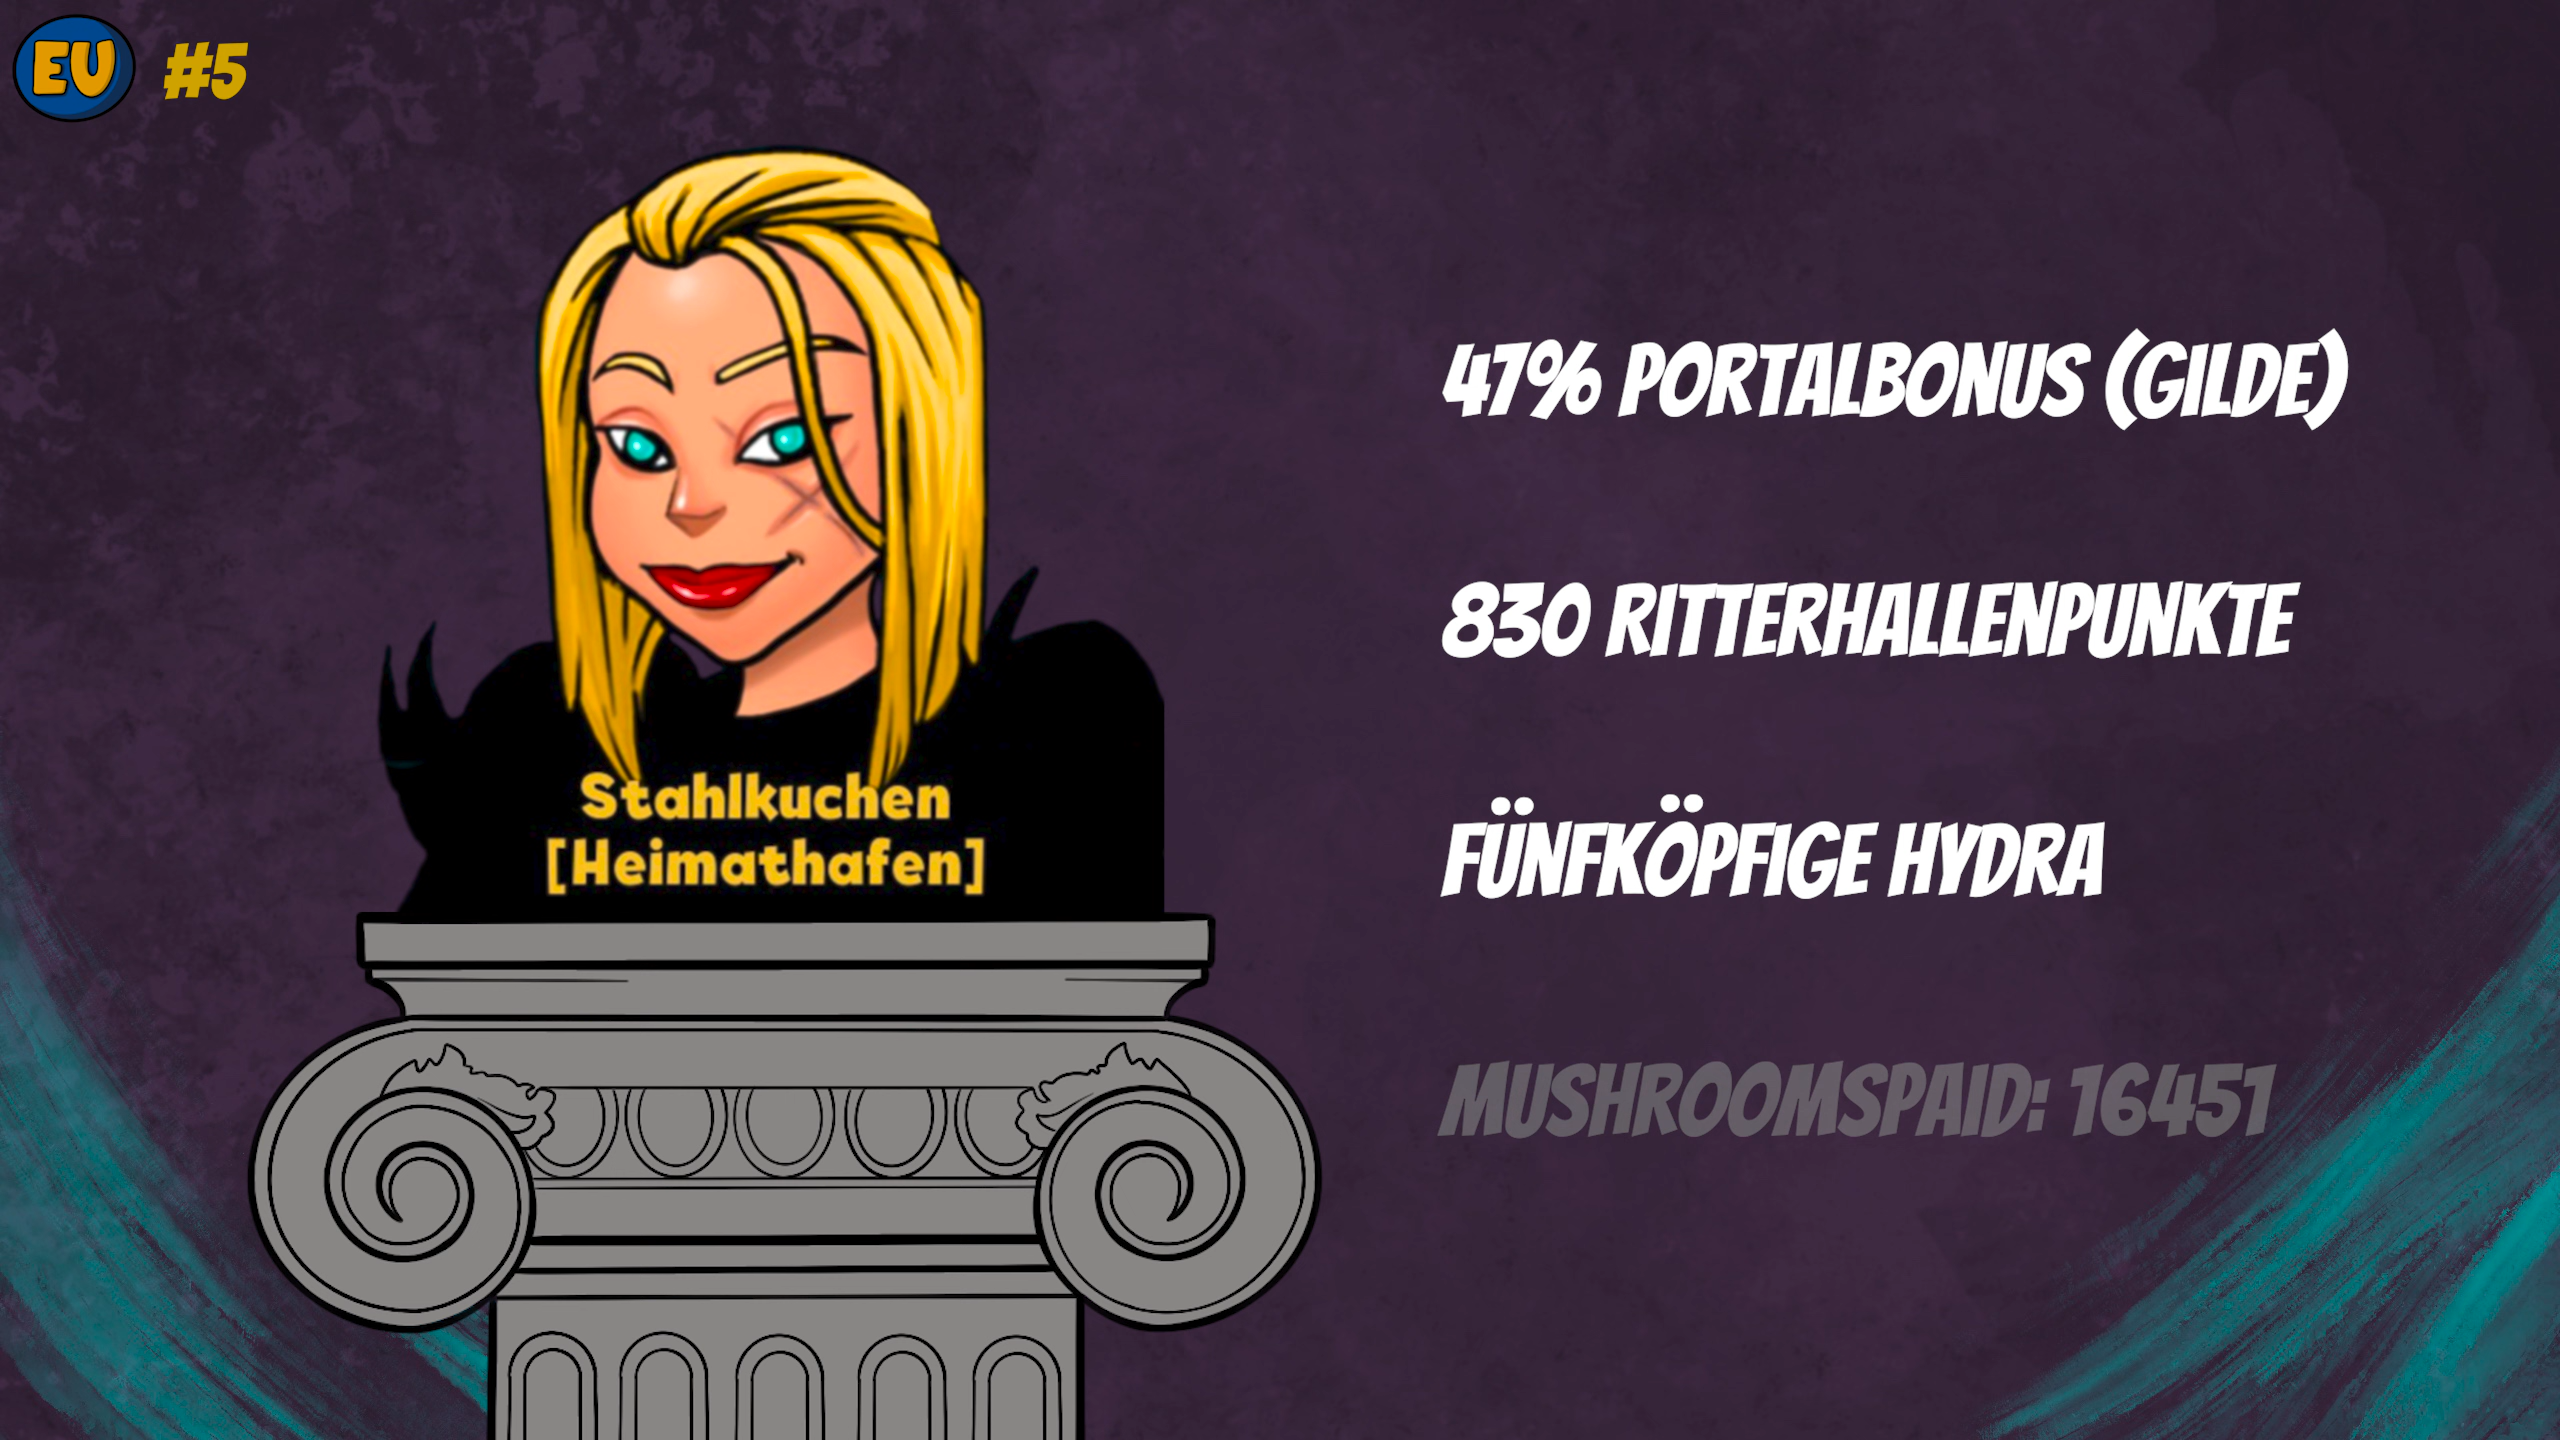 EU #5
47% PORTALBONUS (GILDE)
830 RITTERHALLENPUNKTE
FÜNFKÖPFIGE HYDRA
MUSHROOMSPAID: 16451
Stahlkuchen
[Heimathafen]